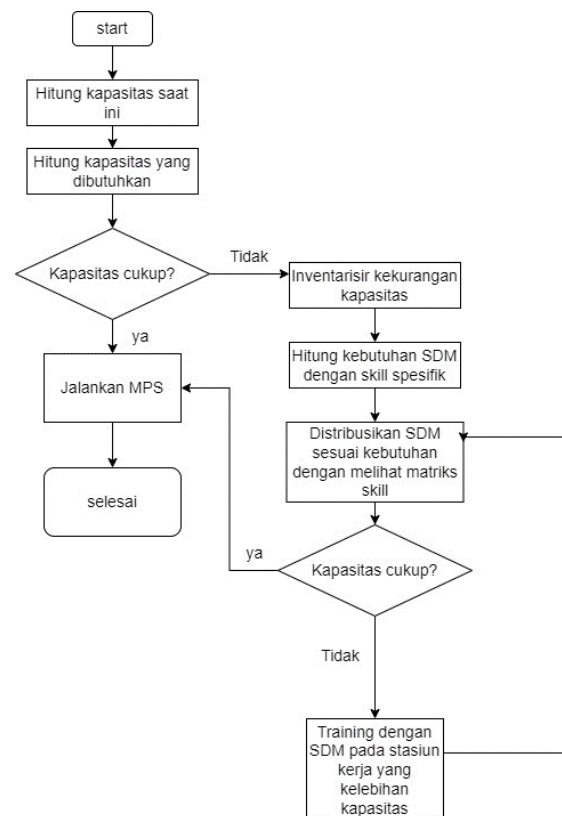 start
Hitung kapasitas saat
ini
Hitung kapasitas yang
dibutuhkan
Kapasitas cukup?
Tidak
Inventarisir kekurangan
kapasitas
ya
Hitung kebutuhan SDM
dengan skill spesifik
Jalankan MPS
Distribusikan SDM
sesuai kebutuhan
dengan melihat matriks
skill
selesai
ya
Kapasitas cukup?
Tidak
Training dengan
SDM pada stasiun
kerja yang
kelebihan
kapasitas